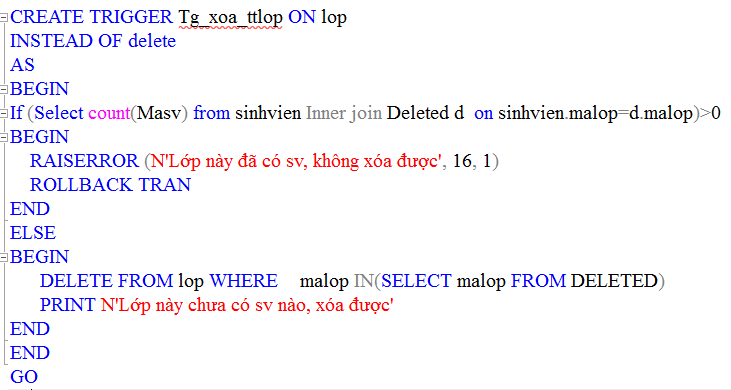 CREATE TRIGGER Tg_xoa_ttlop ON lop
INSTEAD OF delete
AS
BEGIN
If (Select count(Masv) from sinhvien Inner join Deleted d  on sinhvien.malop=d.malop)>0
BEGIN
RAISERROR (N'Lớp này đã có sv, không xóa được', 16, 1)
ROLLBACK TRAN
END
ELSE
BEGIN
DELETE FROM lop WHERE    malop IN(SELECT malop FROM DELETED)
PRINT N'Lớp này chưa có sv nào, xóa được'
END
END
GO